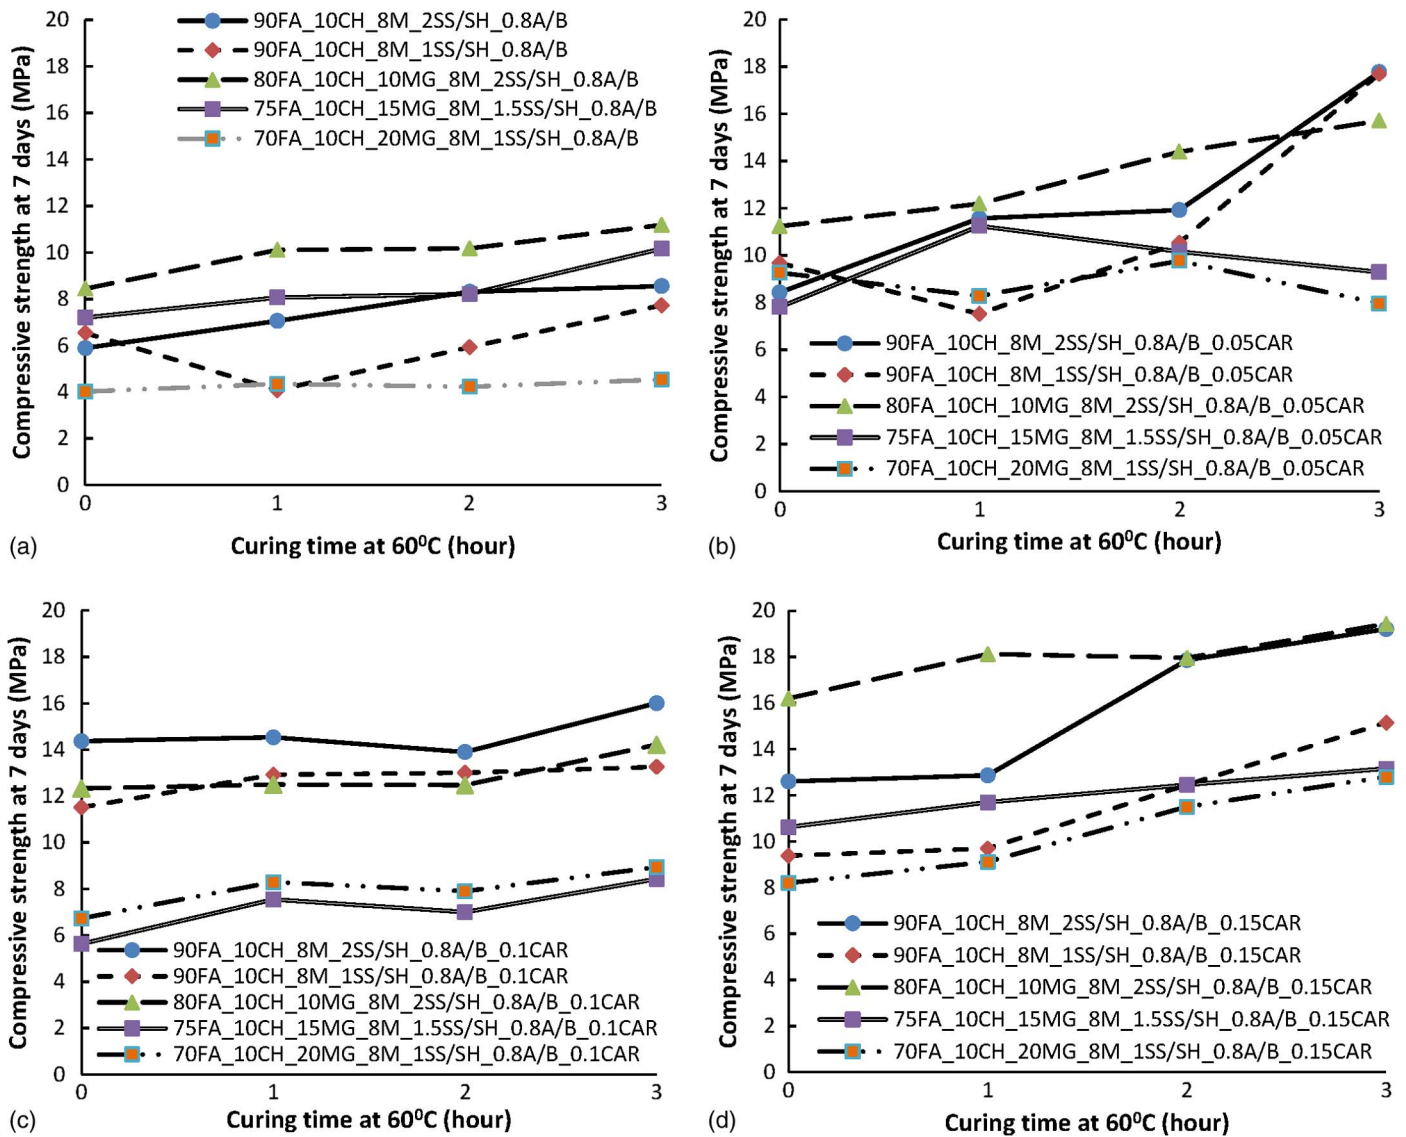 Compressive strength at 7 days (MPa)
20
18
16
14
12
10
8
6
4
2
0
90FA_10CH_8M_2SS/SH_0.8A/B
90FA_10CH_8M_1SS/SH_0.8A/B
80FA_10CH_10MG_8M_2SS/SH_0.8A/B
75FA_10CH_15MG_8M_1.5SS/SH_0.8A/B
70FA_10CH_20MG_8M_1SS/SH_0.8A/B
0 1 2 3
(a) Curing time at 60⁰C (hour)
Compressive strength at 7 days (MPa)
20
18
16
14
12
10
8
6
4
2
0
90FA_10CH_8M_2SS/SH_0.8A/B_0.05CAR
90FA_10CH_8M_1SS/SH_0.8A/B_0.05CAR
80FA_10CH_10MG_8M_2SS/SH_0.8A/B_0.05CAR
75FA_10CH_15MG_8M_1.5SS/SH_0.8A/B_0.05CAR
70FA_10CH_20MG_8M_1SS/SH_0.8A/B_0.05CAR
0 1 2 3
(b) Curing time at 60⁰C (hour)
Compressive strength at 7 days (MPa)
20
18
16
14
12
10
8
6
4
2
0
90FA_10CH_8M_2SS/SH_0.8A/B_0.1CAR
90FA_10CH_8M_1SS/SH_0.8A/B_0.1CAR
80FA_10CH_10MG_8M_2SS/SH_0.8A/B_0.1CAR
75FA_10CH_15MG_8M_1.5SS/SH_0.8A/B_0.1CAR
70FA_10CH_20MG_8M_1SS/SH_0.8A/B_0.1CAR
0 1 2 3
(c) Curing time at 60⁰C (hour)
Compressive strength at 7 days (MPa)
20
18
16
14
12
10
8
6
4
2
0
90FA_10CH_8M_2SS/SH_0.8A/B_0.15CAR
90FA_10CH_8M_1SS/SH_0.8A/B_0.15CAR
80FA_10CH_10MG_8M_2SS/SH_0.8A/B_0.15CAR
75FA_10CH_15MG_8M_1.5SS/SH_0.8A/B_0.15CAR
70FA_10CH_20MG_8M_1SS/SH_0.8A/B_0.15CAR
0 1 2 3
(d) Curing time at 60⁰C (hour)